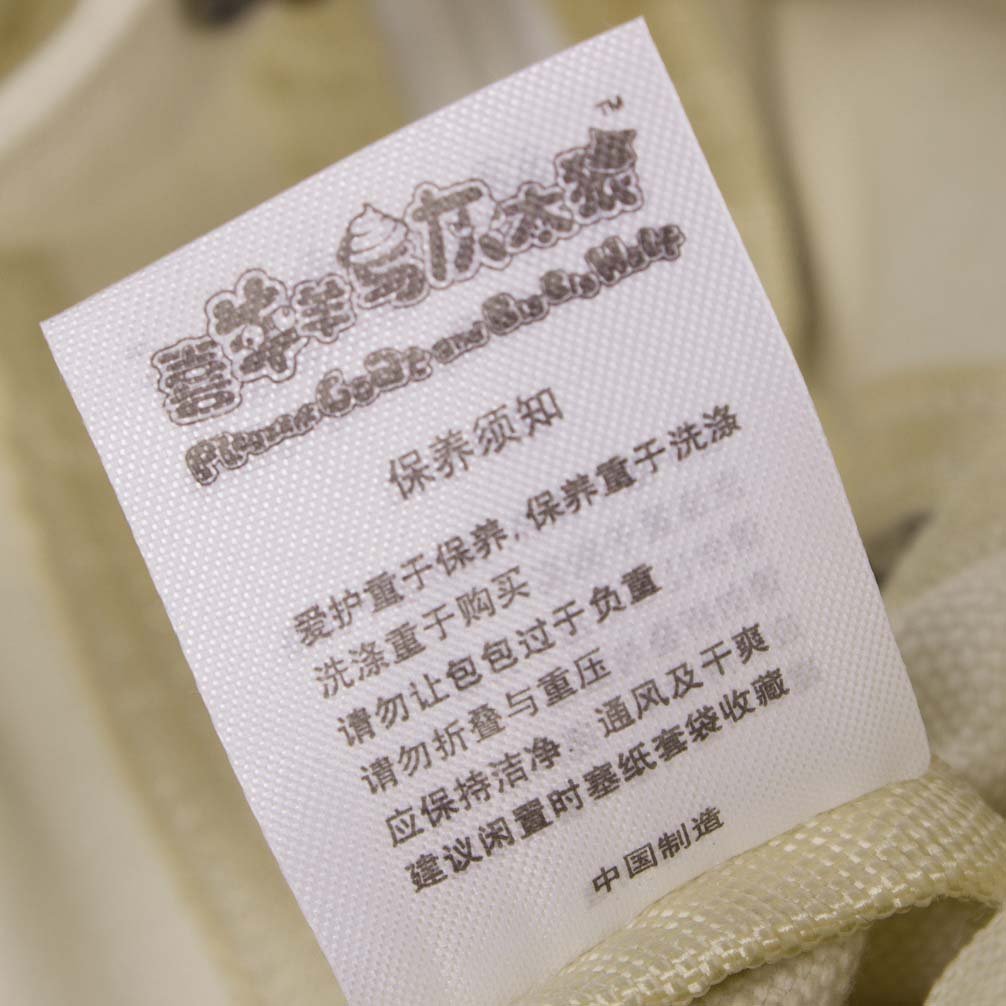 喜羊羊与灰太狼™
Pleasant Goat and Big Big Wolf
保养须知
爱护重于保养,保养重于洗涤
洗涤重于购买
请勿让包包过于负重
请勿折叠与重压
应保持洁净、通风及干爽
建议闲置时塞纸套袋收藏
中国制造